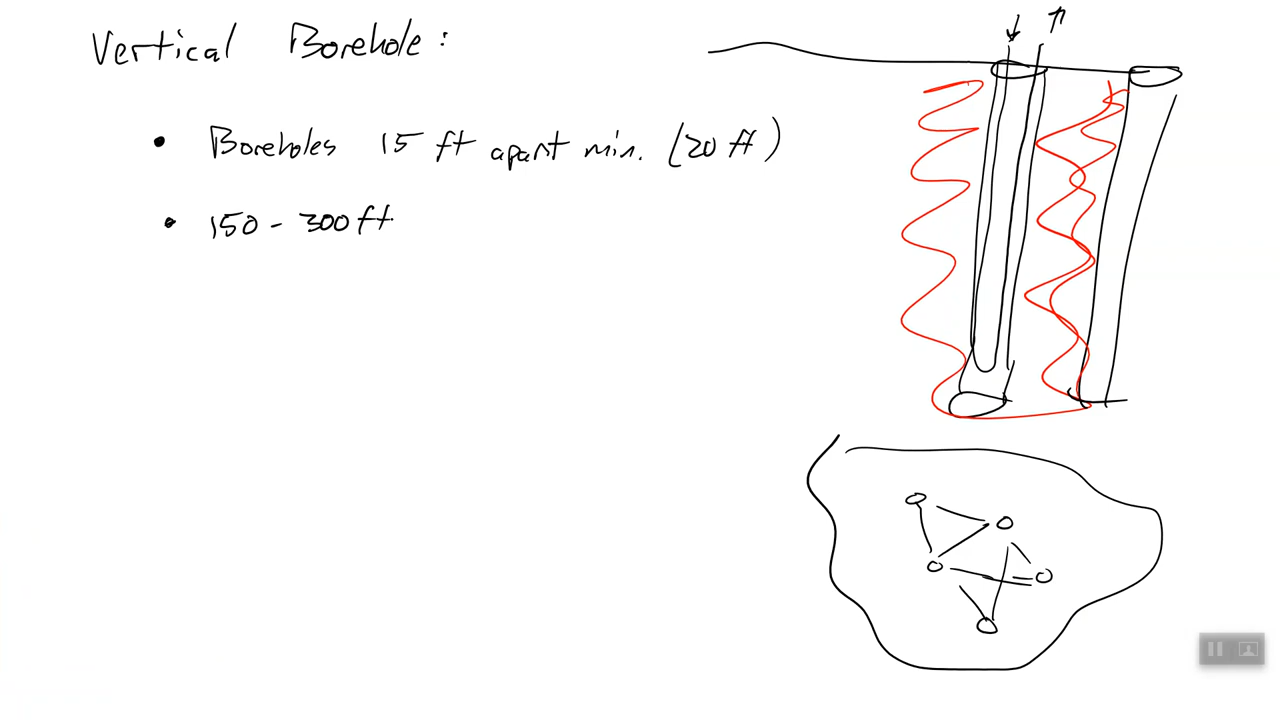 Vertical Borehole:
• Boreholes 15 ft apart min. (20 ft)
• 150 - 300 ft